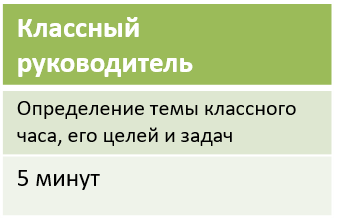 Классный
руководитель
Определение темы классного
часа, его целей и задач
5 минут